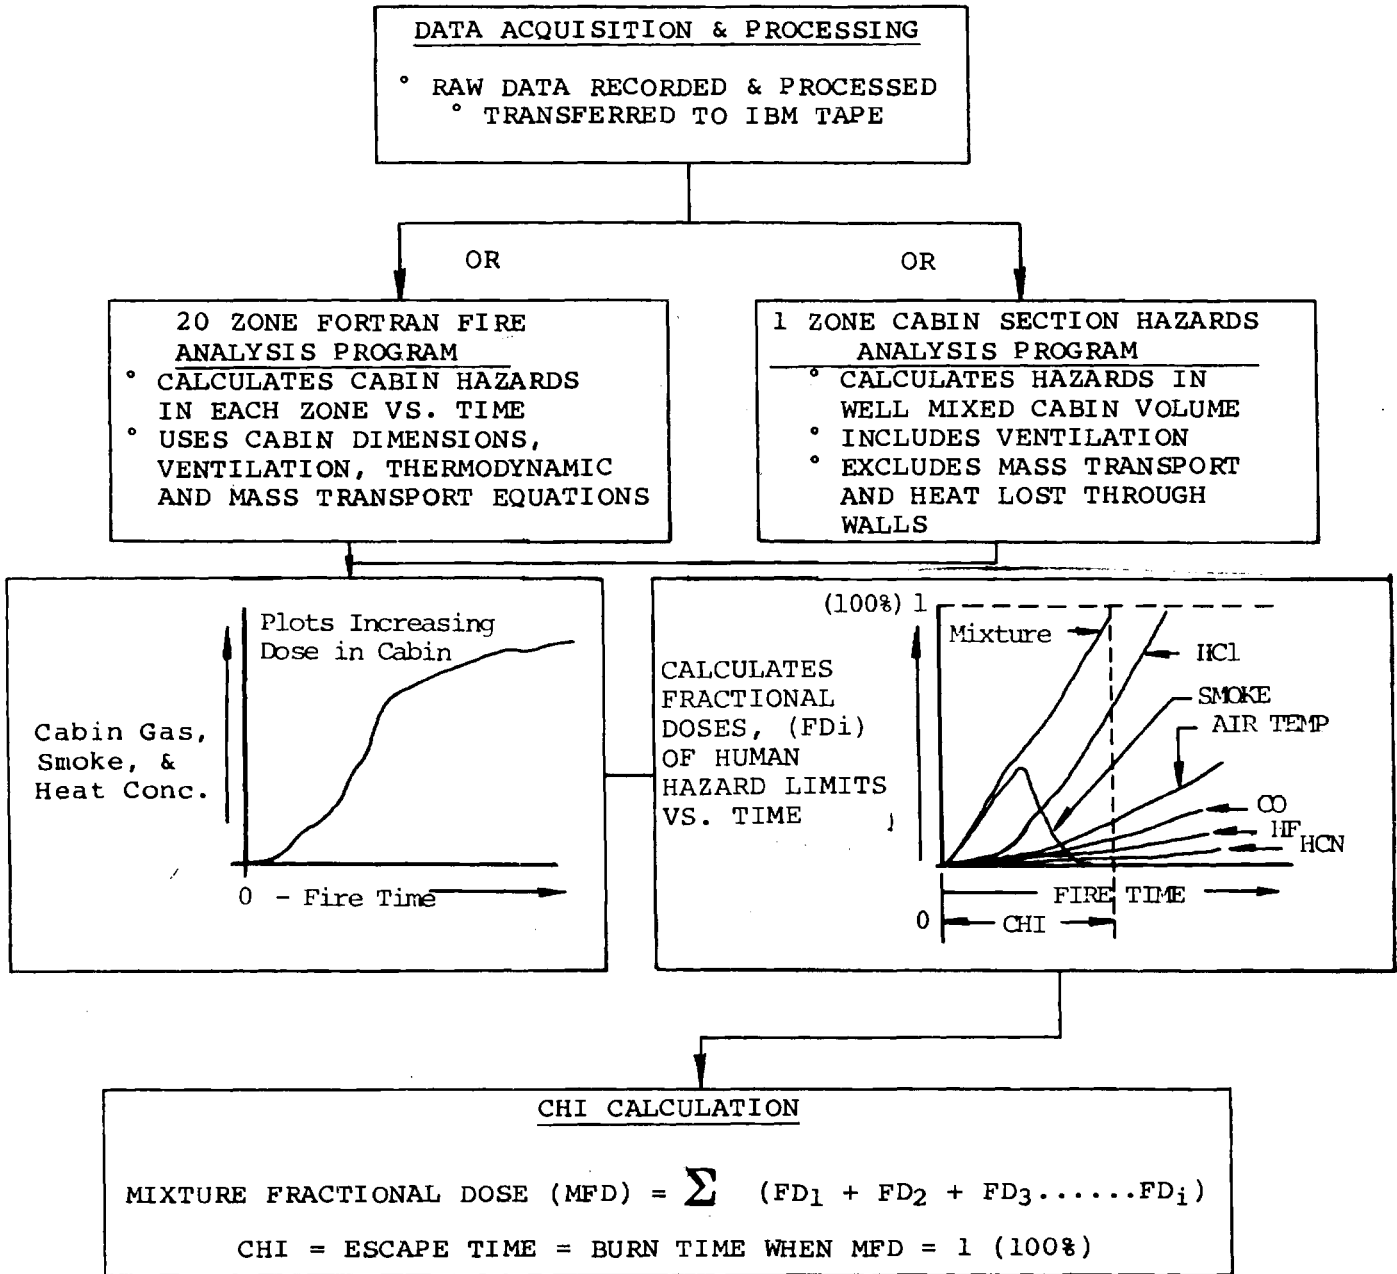 DATA ACQUISITION & PROCESSING
° RAW DATA RECORDED & PROCESSED
° TRANSFERRED TO IBM TAPE
OR
OR
20 ZONE FORTRAN FIRE
ANALYSIS PROGRAM
° CALCULATES CABIN HAZARDS
IN EACH ZONE VS. TIME
° USES CABIN DIMENSIONS,
VENTILATION, THERMODYNAMIC
AND MASS TRANSPORT EQUATIONS
1 ZONE CABIN SECTION HAZARDS
ANALYSIS PROGRAM
° CALCULATES HAZARDS IN
WELL MIXED CABIN VOLUME
° INCLUDES VENTILATION
° EXCLUDES MASS TRANSPORT
AND HEAT LOST THROUGH
WALLS
Plots Increasing
Dose in Cabin
Cabin Gas,
Smoke, &
Heat Conc.
0 - Fire Time
CALCULATES
FRACTIONAL
DOSES, (FDi)
OF HUMAN
HAZARD LIMITS
VS. TIME
(100%) 1
Mixture
HCl
SMOKE
AIR TEMP
CO
HF
HCN
FIRE TIME
0
CHI
CHI CALCULATION
MIXTURE FRACTIONAL DOSE (MFD) = Σ (FD1 + FD2 + FD3......FDi)
CHI = ESCAPE TIME = BURN TIME WHEN MFD = 1 (100%)